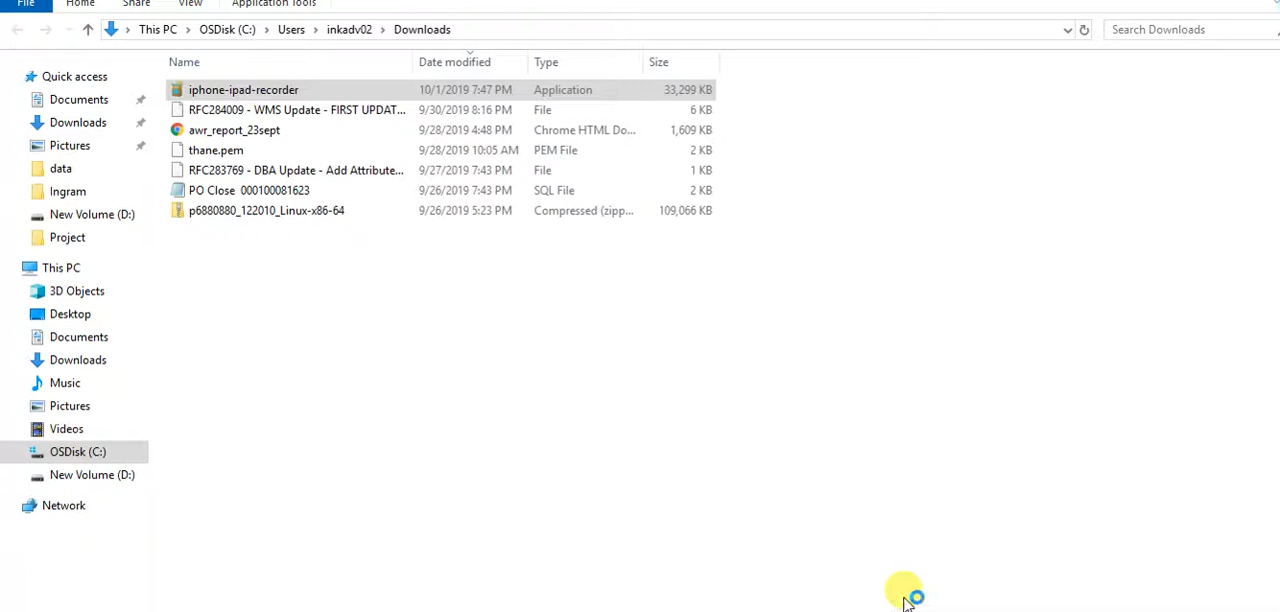 File Home Share View Application Tools
This PC OSDisk (C:) Users inkadv02 Downloads Search Downloads
Name Date modified Type Size
iphone-ipad-recorder 10/1/2019 7:47 PM Application 33,299 KB
RFC284009 - WMS Update - FIRST UPDAT... 9/30/2019 8:16 PM File 6 KB
awr_report_23sept 9/28/2019 4:48 PM Chrome HTML Do... 1,609 KB
thane.pem 9/28/2019 10:05 AM PEM File 2 KB
RFC283769 - DBA Update - Add Attribute... 9/27/2019 7:43 PM File 1 KB
PO Close 000100081623 9/26/2019 7:43 PM SQL File 2 KB
p6880880_122010_Linux-x86-64 9/26/2019 5:23 PM Compressed (zipp... 109,066 KB
Quick access
Documents
Downloads
Pictures
data
Ingram
New Volume (D:)
Project
This PC
3D Objects
Desktop
Documents
Downloads
Music
Pictures
Videos
OSDisk (C:)
New Volume (D:)
Network